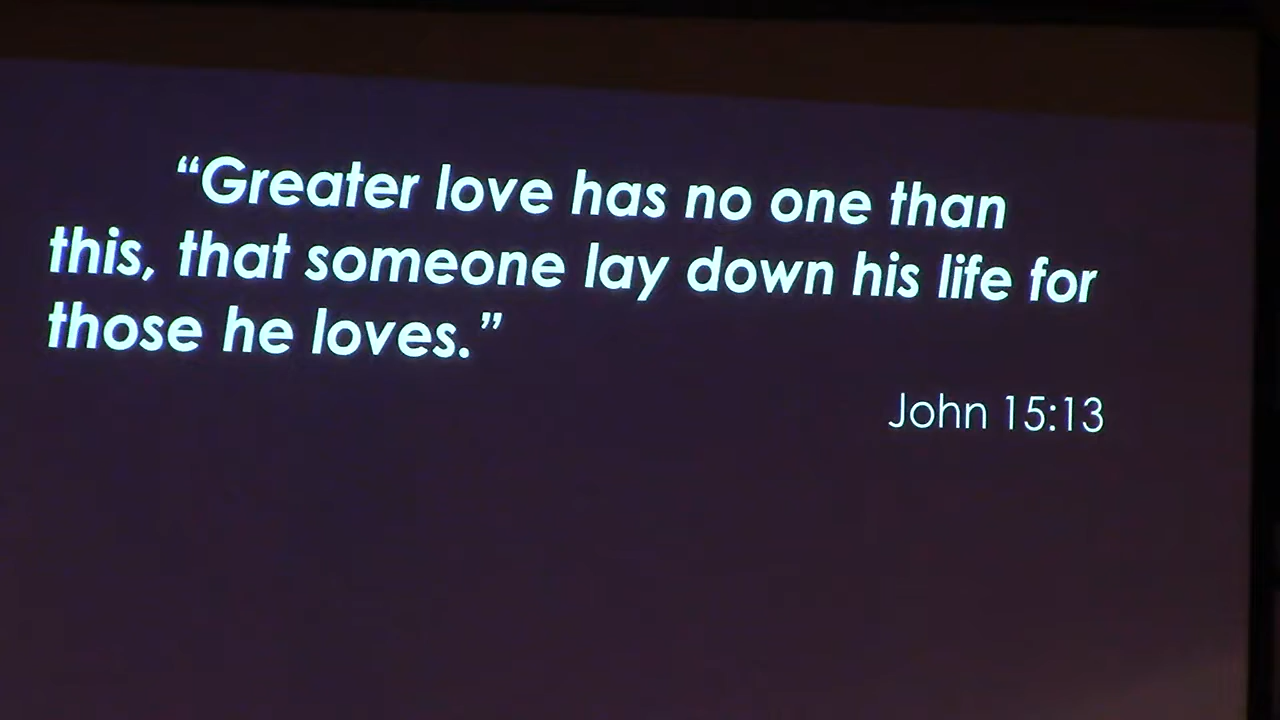 “Greater love has no one than
this, that someone lay down his life for
those he loves.”
John 15:13